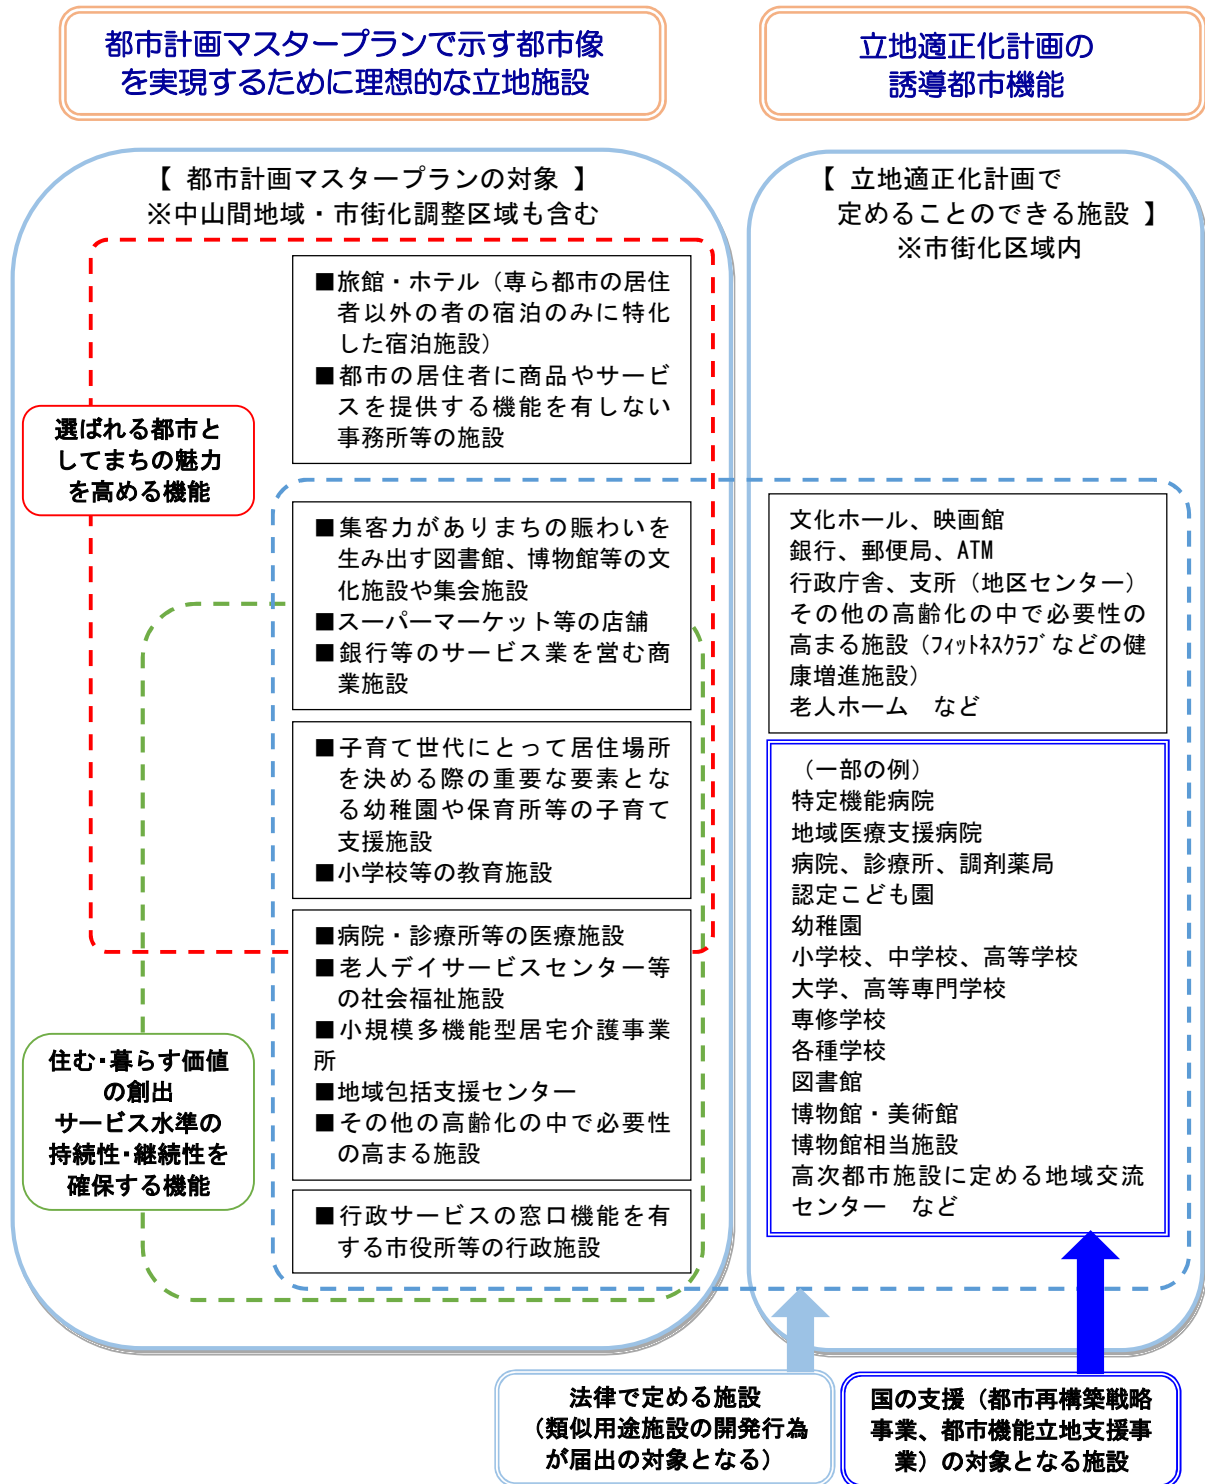 都市計画マスタープランで示す都市像
を実現するために理想的な立地施設
立地適正化計画の
誘導都市機能
【 都市計画マスタープランの対象 】
※中山間地域・市街化調整区域も含む
■旅館・ホテル（専ら都市の居住
者以外の者の宿泊のみに特化
した宿泊施設）
■都市の居住者に商品やサービ
スを提供する機能を有しない
事務所等の施設
選ばれる都市と
してまちの魅力
を高める機能
■集客力がありまちの賑わいを
生み出す図書館、博物館等の文
化施設や集会施設
■スーパーマーケット等の店舗
■銀行等のサービス業を営む商
業施設
■子育て世代にとって居住場所
を決める際の重要な要素とな
る幼稚園や保育所等の子育て
支援施設
■小学校等の教育施設
■病院・診療所等の医療施設
■老人デイサービスセンター等
の社会福祉施設
■小規模多機能型居宅介護事業
所
■地域包括支援センター
■その他の高齢化の中で必要性
の高まる施設
住む・暮らす価値
の創出
サービス水準の
持続性・継続性を
確保する機能
■行政サービスの窓口機能を有
する市役所等の行政施設
【 立地適正化計画で
定めることのできる施設 】
※市街化区域内
文化ホール、映画館
銀行、郵便局、ATM
行政庁舎、支所（地区センター）
その他の高齢化の中で必要性の
高まる施設（フィットネスクラブなどの健
康増進施設）
老人ホーム　など
（一部の例）
特定機能病院
地域医療支援病院
病院、診療所、調剤薬局
認定こども園
幼稚園
小学校、中学校、高等学校
大学、高等専門学校
専修学校
各種学校
図書館
博物館・美術館
博物館相当施設
高次都市施設に定める地域交流
センター　など
法律で定める施設
（類似用途施設の開発行為
が届出の対象となる）
国の支援（都市再構築戦略
事業、都市機能立地支援事
業）の対象となる施設